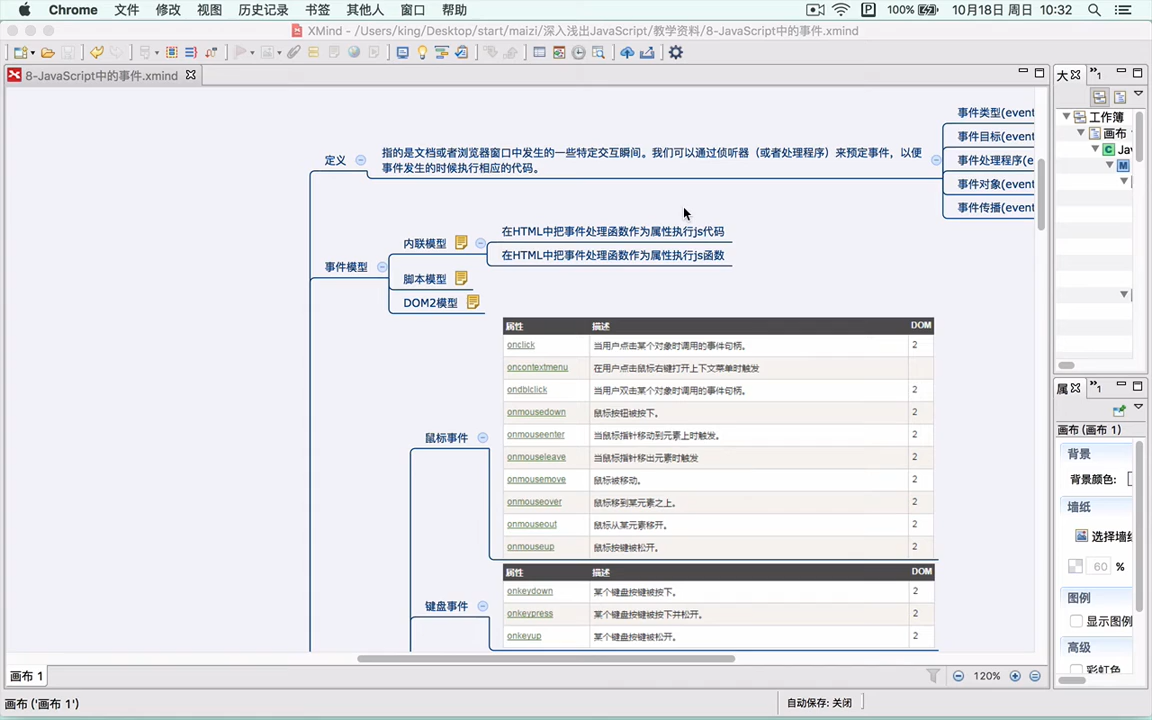 Chrome 文件 修改 视图 历史记录 书签 其他人 窗口 帮助 100% 10月18日 周日 10:32
XMind - /Users/king/Desktop/start/maizi/深入浅出JavaScript/教学资料/8-JavaScript中的事件.xmind
8-JavaScript中的事件.xmind
大
工作簿
画布
定义
指的是文档或者浏览器窗口中发生的一些特定交互瞬间。我们可以通过侦听器（或者处理程序）来预定事件，以便
事件发生的时候执行相应的代码。
事件类型(event
事件目标(event
事件处理程序(e
事件对象(event
事件传播(event
事件模型
内联模型
在HTML中把事件处理函数作为属性执行js代码
在HTML中把事件处理函数作为属性执行js函数
脚本模型
DOM2模型
鼠标事件
属性 描述 DOM
onclick 当用户点击某个对象时调用的事件句柄。 2
oncontextmenu 在用户点击鼠标右键打开上下文菜单时触发
ondblclick 当用户双击某个对象时调用的事件句柄。 2
onmousedown 鼠标按钮被按下。 2
onmouseenter 当鼠标指针移动到元素上时触发。 2
onmouseleave 当鼠标指针移出元素时触发 2
onmousemove 鼠标被移动。 2
onmouseover 鼠标移到某元素之上。 2
onmouseout 鼠标从某元素移开。 2
onmouseup 鼠标按键被松开。 2
键盘事件
属性 描述 DOM
onkeydown 某个键盘按键被按下。 2
onkeypress 某个键盘按键被按下并松开。 2
onkeyup 某个键盘按键被松开。 2
属
画布 (画布 1)
背景
背景颜色:
墙纸
选择墙纸
60 %
图例
显示图例
高级
彩虹色
画布 1
120%
画布 ('画布 1')
自动保存: 关闭